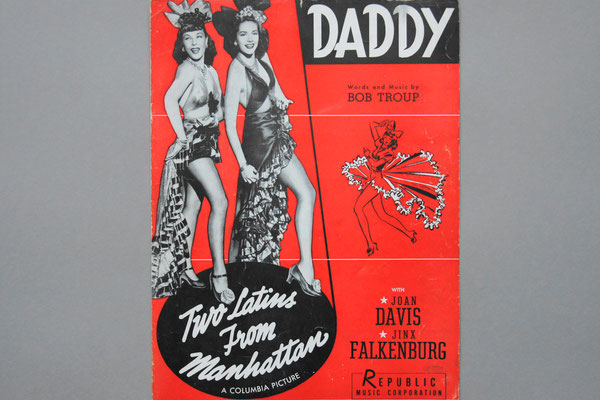 DADDY
Words and Music by
BOB TROUP
Two Latins
From
Manhattan
A COLUMBIA PICTURE
WITH
★ JOAN
DAVIS
★ JINX
FALKENBURG
REPUBLIC
MUSIC CORPORATION